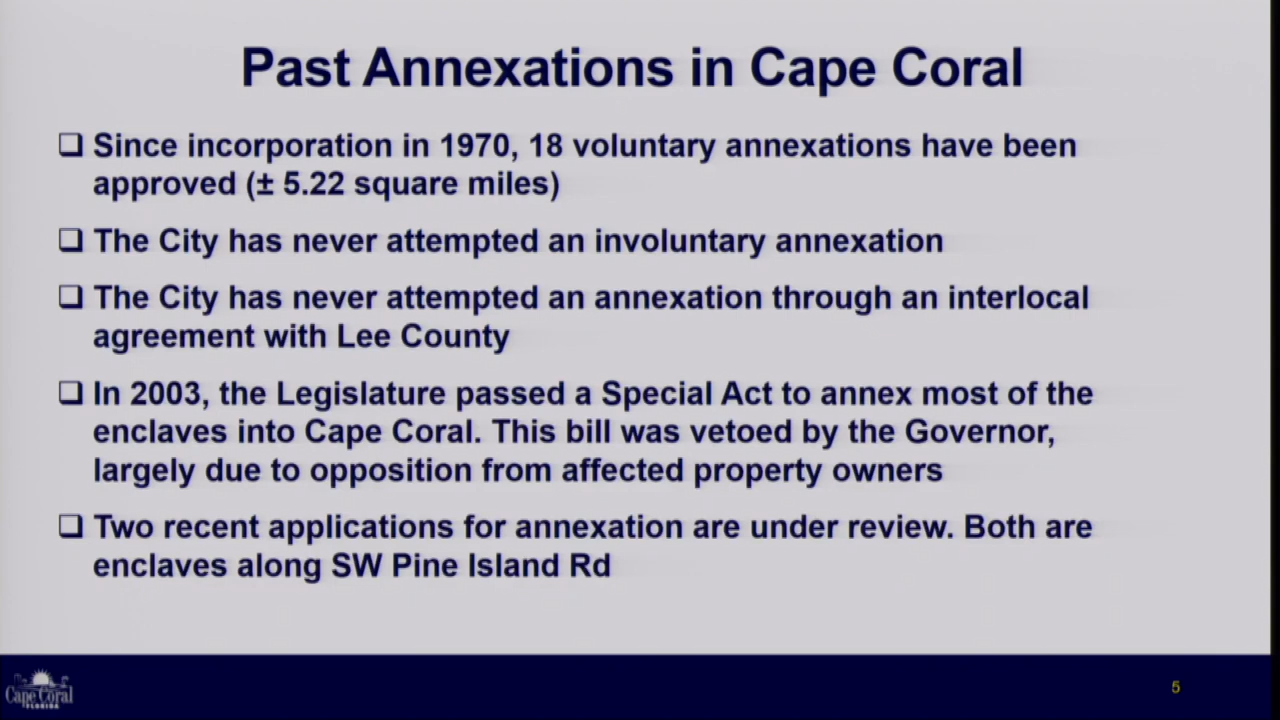 Past Annexations in Cape Coral
❑ Since incorporation in 1970, 18 voluntary annexations have been
approved (± 5.22 square miles)
❑ The City has never attempted an involuntary annexation
❑ The City has never attempted an annexation through an interlocal
agreement with Lee County
❑ In 2003, the Legislature passed a Special Act to annex most of the
enclaves into Cape Coral. This bill was vetoed by the Governor,
largely due to opposition from affected property owners
❑ Two recent applications for annexation are under review. Both are
enclaves along SW Pine Island Rd
Cape Coral
FLORIDA
5